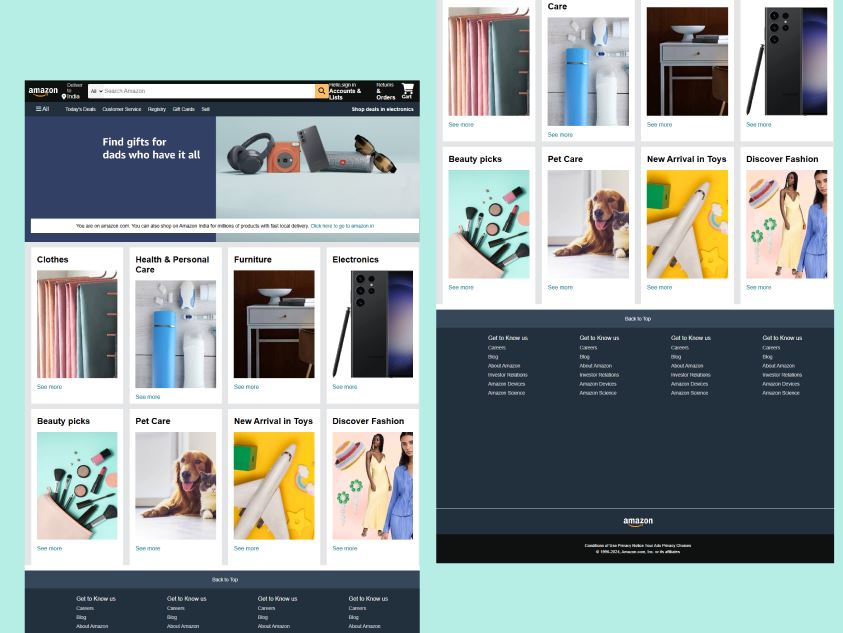 amazon
Deliver
to
India
All
Search Amazon
Hello,sign in
Accounts &
Lists
Returns
&
Orders
Cart
All
Today's Deals
Customer Service
Registry
Gift Cards
Sell
Shop deals in electronics
Find gifts for
dads who have it all
You are on amazon.com. You can also shop on Amazon India for millions of products with fast local delivery. Click here to go to amazon.in
Clothes
Health & Personal
Care
Furniture
Electronics
See more
See more
See more
See more
Beauty picks
Pet Care
New Arrival in Toys
Discover Fashion
See more
See more
See more
See more
Back to Top
Get to Know us
Get to Know us
Get to Know us
Get to Know us
Careers
Careers
Careers
Careers
Blog
Blog
Blog
Blog
About Amazon
About Amazon
About Amazon
About Amazon
Care
See more
See more
See more
See more
Beauty picks
Pet Care
New Arrival in Toys
Discover Fashion
See more
See more
See more
See more
Back to Top
Get to Know us
Get to Know us
Get to Know us
Get to Know us
Careers
Careers
Careers
Careers
Blog
Blog
Blog
Blog
About Amazon
About Amazon
About Amazon
About Amazon
Investor Relations
Investor Relations
Investor Relations
Investor Relations
Amazon Devices
Amazon Devices
Amazon Devices
Amazon Devices
Amazon Science
Amazon Science
Amazon Science
Amazon Science
amazon
Conditions of Use Privacy Notice Your Ads Privacy Choices
© 1996-2024, Amazon.com, Inc. or its affiliates